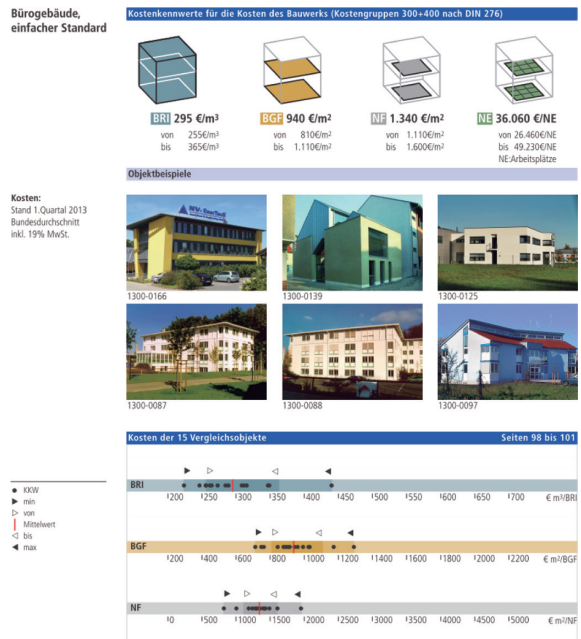 Bürogebäude,
einfacher Standard
Kostenkennwerte für die Kosten des Bauwerks (Kostengruppen 300+400 nach DIN 276)
BRI 295 €/m³
von 255€/m³
bis 365€/m³
BGF 940 €/m²
von 810€/m²
bis 1.110€/m²
NF 1.340 €/m²
von 1.110€/m²
bis 1.600€/m²
NE 36.060 €/NE
von 26.460€/NE
bis 49.230€/NE
NE:Arbeitsplätze
Objektbeispiele
Kosten:
Stand 1.Quartal 2013
Bundesdurchschnitt
inkl. 19% MwSt.
1300-0166
1300-0139
1300-0125
1300-0087
1300-0088
1300-0097
Kosten der 15 Vergleichsobjekte Seiten 98 bis 101
KKW
min
von
Mittelwert
bis
max
BRI
200 250 300 350 400 450 500 550 600 650 700 € m³/BRI
BGF
200 400 600 800 1000 1200 1400 1600 1800 2000 2200 € m²/BGF
NF
0 500 1000 1500 2000 2500 3000 3500 4000 4500 5000 € m²/NF